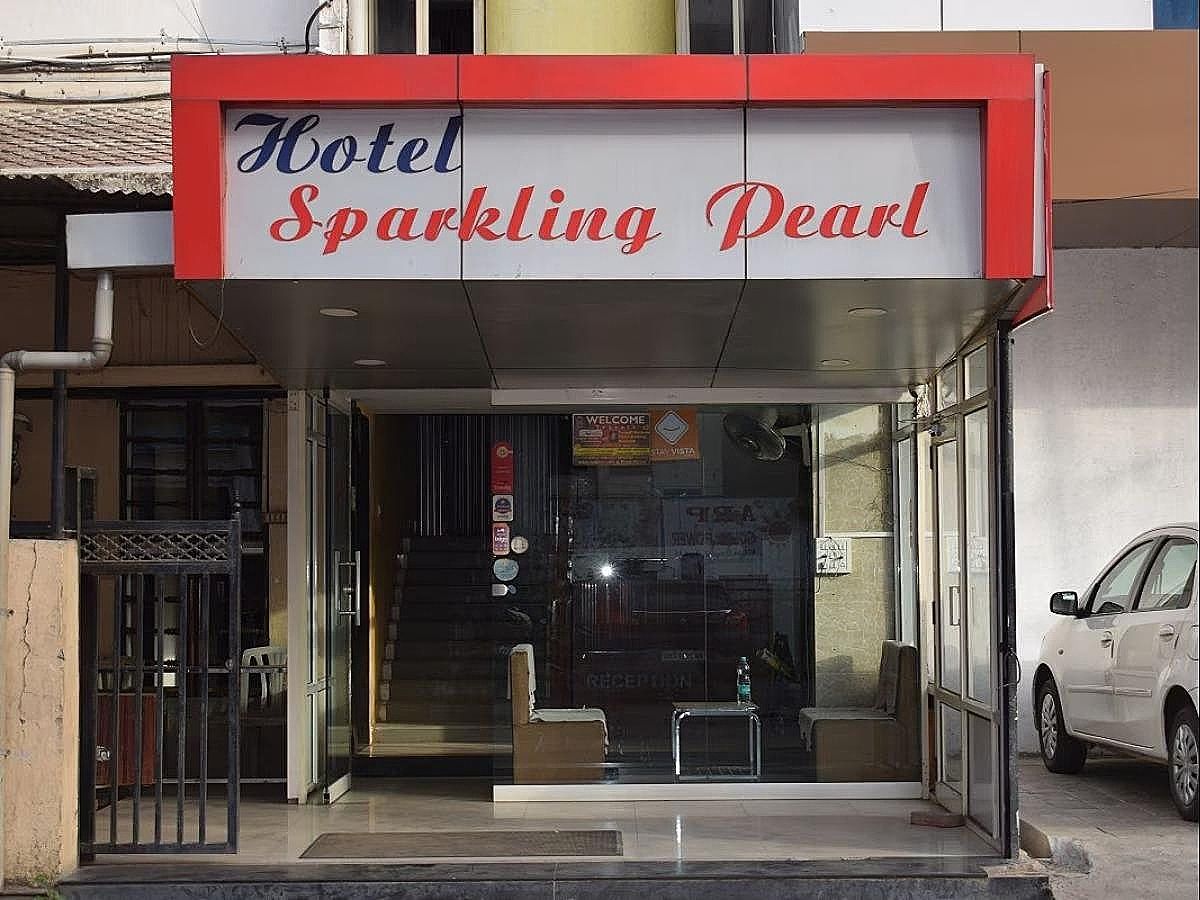 Hotel
Sparkling Pearl
WELCOME
STAY VISTA
RECEPTION